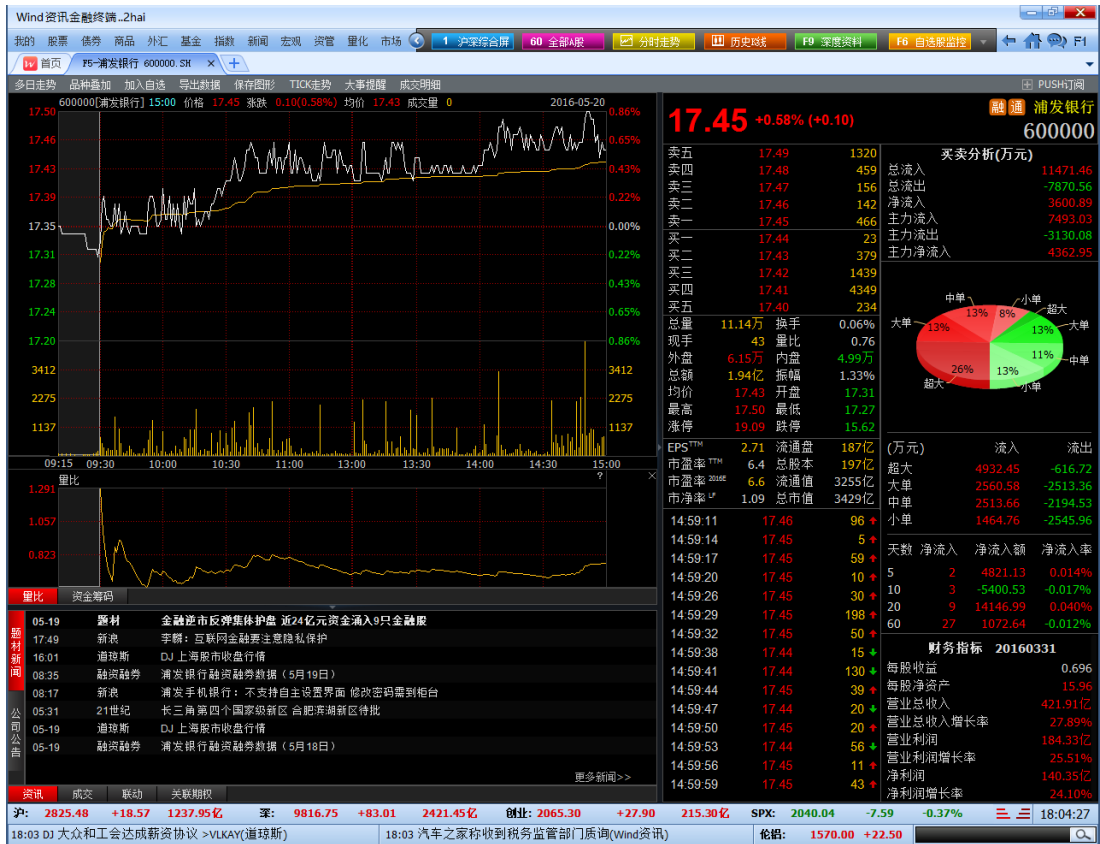 Wind资讯金融终端..2hai
我的 股票 债券 商品 外汇 基金 指数 新闻 宏观 资管 量化 市场 1 沪深综合屏 60 全部A股 分时走势 历史K线 F9 深度资料 F6 自选股监控 F1
首页 F5-浦发银行 600000.SH × +
多日走势 品种叠加 加入自选 导出数据 保存图形 TICK走势 大事提醒 成交明细 PUSH订阅
600000[浦发银行] 15:00 价格 17.45 涨跌 0.10(0.58%) 均价 17.43 成交量 0 2016-05-20
17.50 0.86%
17.46 0.65%
17.43 0.43%
17.39 0.22%
17.35 0.00%
17.31 0.22%
17.28 0.43%
17.24 0.65%
17.20 0.86%
3412 3412
2275 2275
1137 1137
09:15 09:30 10:00 10:30 11:00 13:00 13:30 14:00 14:30 15:00
量比 ? ×
1.291
1.057
0.823
量比 资金筹码
题材新闻
公司公告
05-19 题材 金融逆市反弹集体护盘 近24亿元资金涌入9只金融股
17:49 新浪 李麟：互联网金融要注意隐私保护
16:01 道琼斯 DJ 上海股市收盘行情
08:35 融资融券 浦发银行融资融券数据（5月19日）
08:17 新浪 浦发手机银行：不支持自主设置界面 修改密码需到柜台
05:31 21世纪 长三角第四个国家级新区 合肥滨湖新区待批
05-19 道琼斯 DJ 上海股市收盘行情
05-19 融资融券 浦发银行融资融券数据（5月18日）
更多新闻>>
资讯 成交 联动 关联期权
17.45 +0.58% (+0.10)
融 通 浦发银行
600000
卖五 17.49 1320
卖四 17.48 459
卖三 17.47 156
卖二 17.46 142
卖一 17.45 466
买一 17.44 23
买二 17.43 379
买三 17.42 1439
买四 17.41 4349
买五 17.40 234
总量 11.14万 换手 0.06%
现手 43 量比 0.76
外盘 6.15万 内盘 4.99万
总额 1.94亿 振幅 1.33%
均价 17.43 开盘 17.31
最高 17.50 最低 17.27
涨停 19.09 跌停 15.62
EPS TTM 2.71 流通盘 187亿
市盈率 TTM 6.4 总股本 197亿
市盈率 2016E 6.6 流通值 3255亿
市净率 LF 1.09 总市值 3429亿
14:59:11 17.46 96
14:59:14 17.45 5
14:59:17 17.45 59
14:59:20 17.45 10
14:59:26 17.45 30
14:59:29 17.45 198
14:59:32 17.45 50
14:59:38 17.44 15
14:59:41 17.44 130
14:59:44 17.45 39
14:59:47 17.44 20
14:59:50 17.45 20
14:59:53 17.44 56
14:59:56 17.45 11
14:59:59 17.45 43
买卖分析(万元)
总流入 11471.46
总流出 -7870.56
净流入 3600.89
主力流入 7493.03
主力流出 -3130.08
主力净流入 4362.95
中单 小单 超大
13% 8%
大单 13% 13% 大单
11% 中单
26% 13%
超大 小单
(万元) 流入 流出
超大 4932.45 -616.72
大单 2560.58 -2513.36
中单 2513.66 -2194.53
小单 1464.76 -2545.96
天数 净流入 净流入额 净流入率
5 2 4821.13 0.014%
10 3 -5400.53 -0.017%
20 9 14146.99 0.040%
60 27 1072.64 -0.012%
财务指标 20160331
每股收益 0.696
每股净资产 15.96
营业总收入 421.91亿
营业总收入增长率 27.89%
营业利润 184.33亿
营业利润增长率 25.51%
净利润 140.35亿
净利润增长率 24.10%
沪: 2825.48 +18.57 1237.95亿 深: 9816.75 +83.01 2421.45亿 创业: 2065.30 +27.90 215.30亿 SPX: 2040.04 -7.59 -0.37% 18:04:27
18:03 DJ 大众和工会达成薪资协议 >VLKAY(道琼斯) 18:03 汽车之家称收到税务监管部门质询(Wind资讯) 伦铝: 1570.00 +22.50